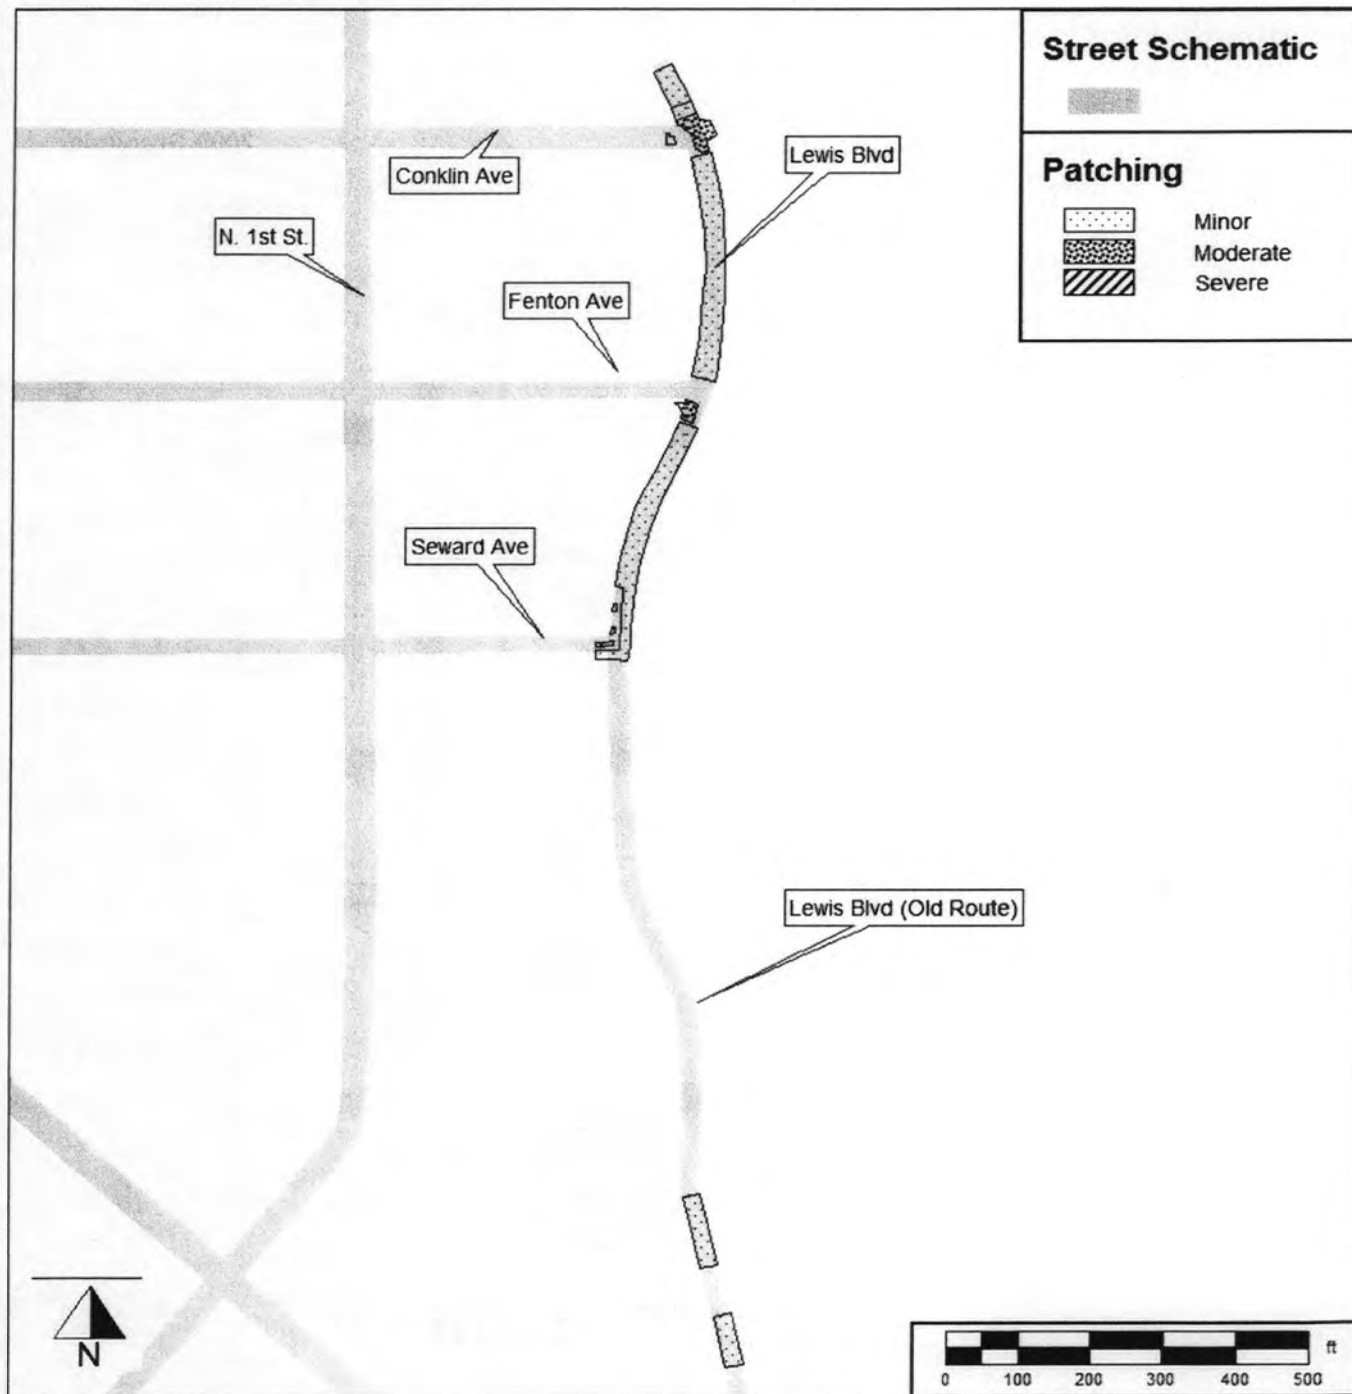 Street Schematic
Patching
Minor
Moderate
Severe
Conklin Ave
Lewis Blvd
N. 1st St.
Fenton Ave
Seward Ave
Lewis Blvd (Old Route)
N
ft
0 100 200 300 400 500